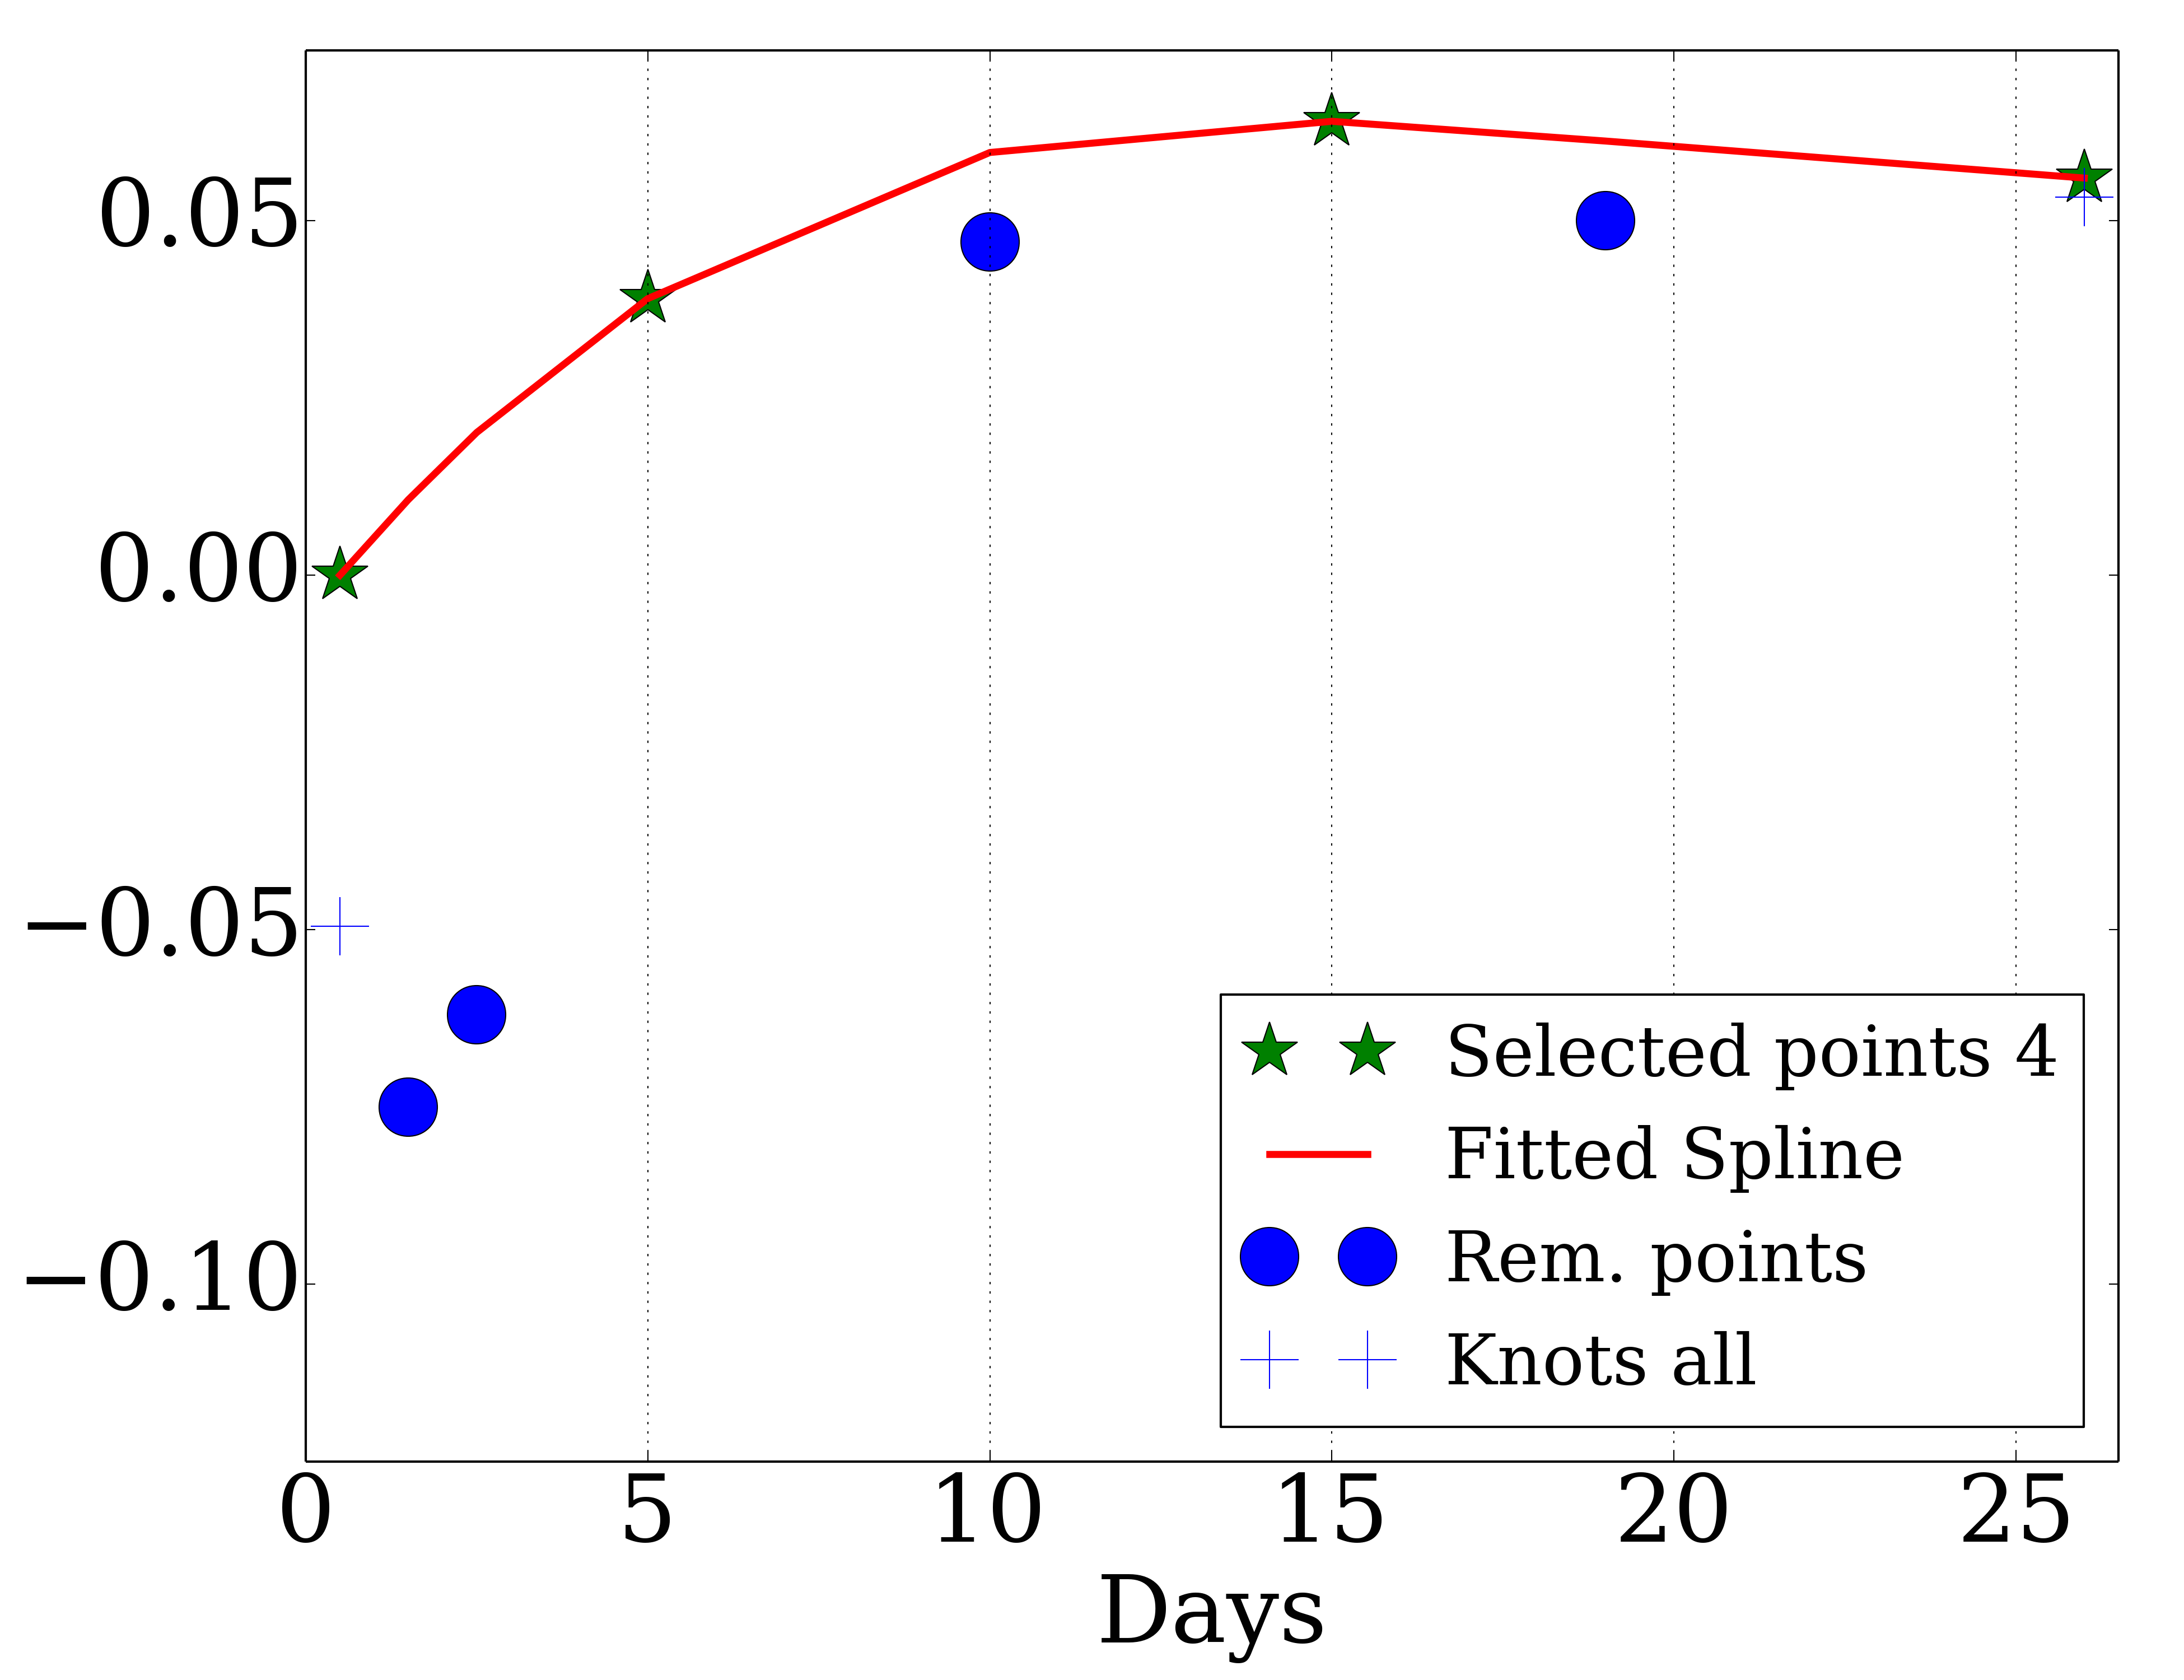 0.05
0.00
−0.05
−0.10
Selected points 4
Fitted Spline
Rem. points
Knots all
0 5 10 15 20 25
Days